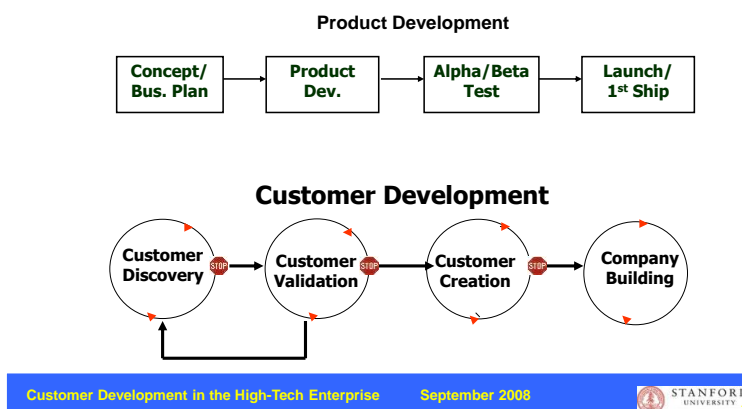 Product Development
Concept/
Bus. Plan
Product
Dev.
Alpha/Beta
Test
Launch/
1st Ship
Customer Development
Customer
Discovery
STOP
Customer
Validation
STOP
Customer
Creation
STOP
Company
Building
Customer Development in the High-Tech Enterprise September 2008
STANFORD
UNIVERSITY